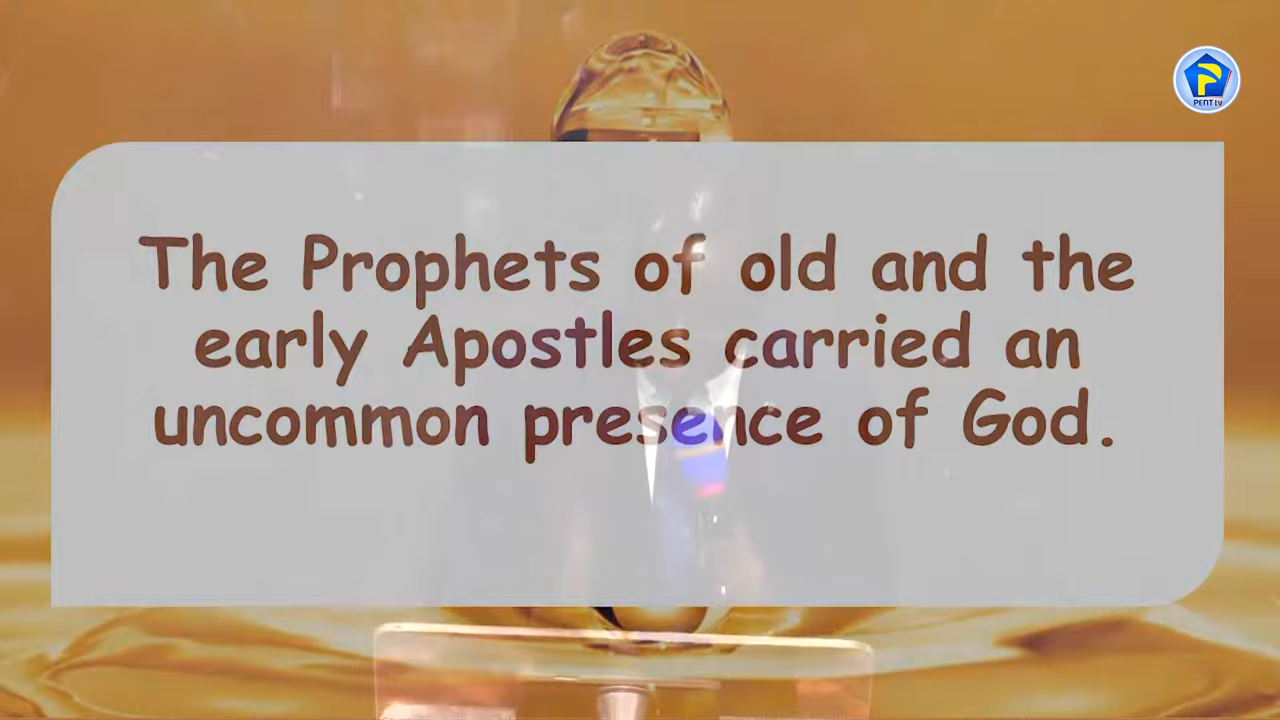 The Prophets of old and the
early Apostles carried an
uncommon presence of God.
PENT tv